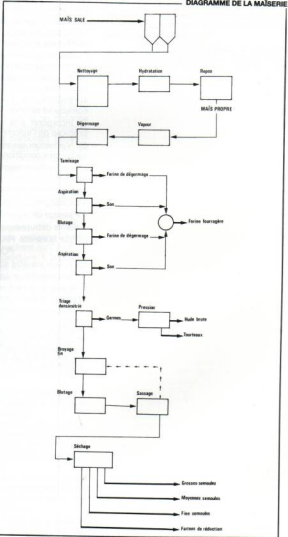 DIAGRAMME DE LA MAÏSERIE
MAÏS SALE
Nettoyage
Hydratation
Repos
MAÏS PROPRE
Dégermage
Vapeur
Tamisage
Farine de dégermage
Aspiration
Son
Farine fourragère
Blutage
Farine de dégermage
Aspiration
Son
Triage
densimétrie
Germes
Pression
Huile brute
Tourteaux
Broyage
Blutage
Sassage
Séchage
Grosses semoules
Moyennes semoules
Fine semoules
Farines de réduction